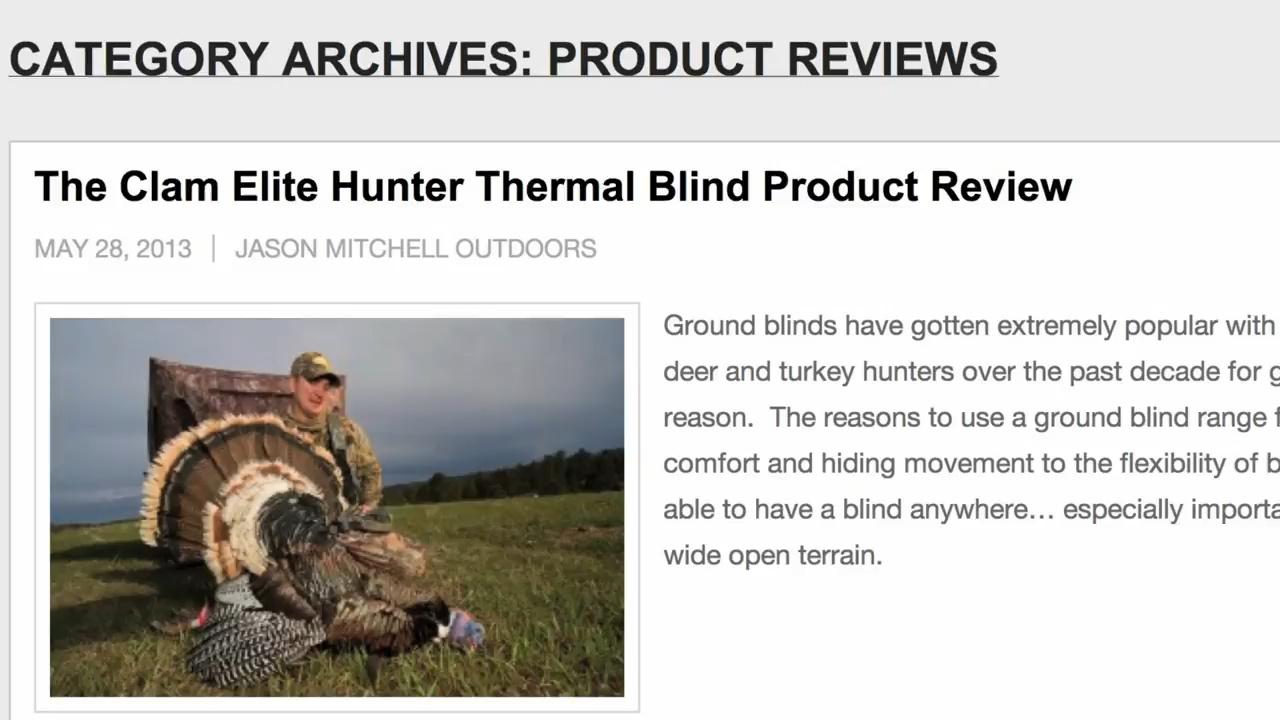 CATEGORY ARCHIVES: PRODUCT REVIEWS
The Clam Elite Hunter Thermal Blind Product Review
MAY 28, 2013 | JASON MITCHELL OUTDOORS
Ground blinds have gotten extremely popular with
deer and turkey hunters over the past decade for
reason. The reasons to use a ground blind range
comfort and hiding movement to the flexibility of
able to have a blind anywhere… especially
wide open terrain.